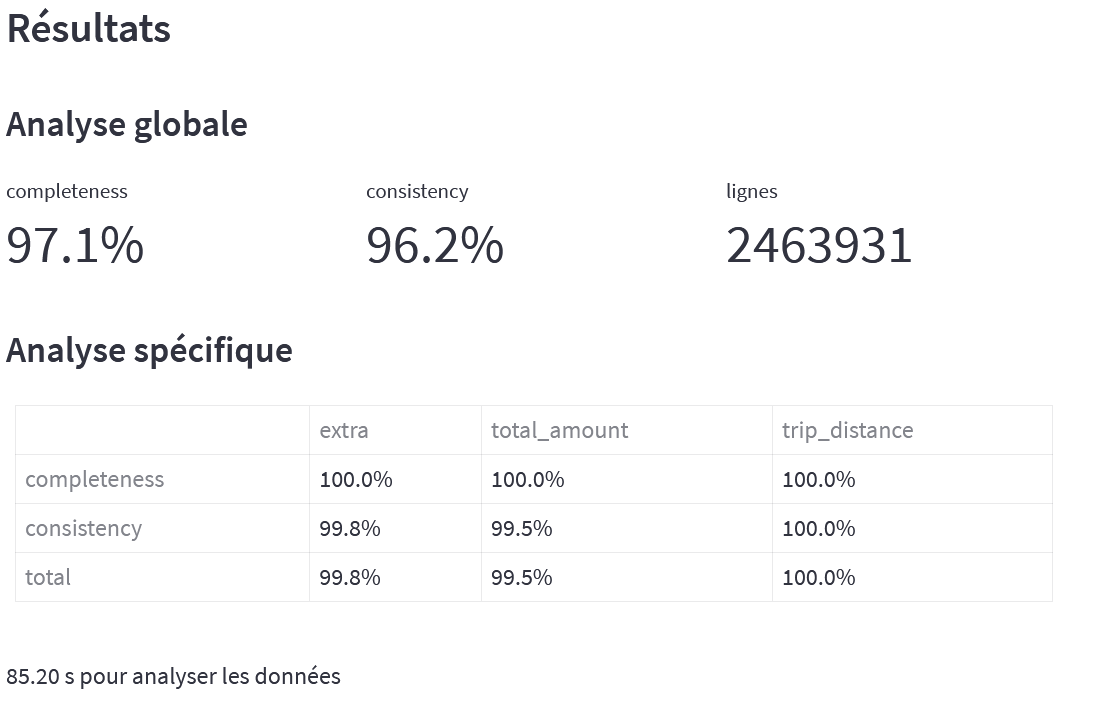 Résultats
Analyse globale
completeness consistency lignes
97.1% 96.2% 2463931
Analyse spécifique
extra total_amount trip_distance
completeness 100.0% 100.0% 100.0%
consistency 99.8% 99.5% 100.0%
total 99.8% 99.5% 100.0%
85.20 s pour analyser les données